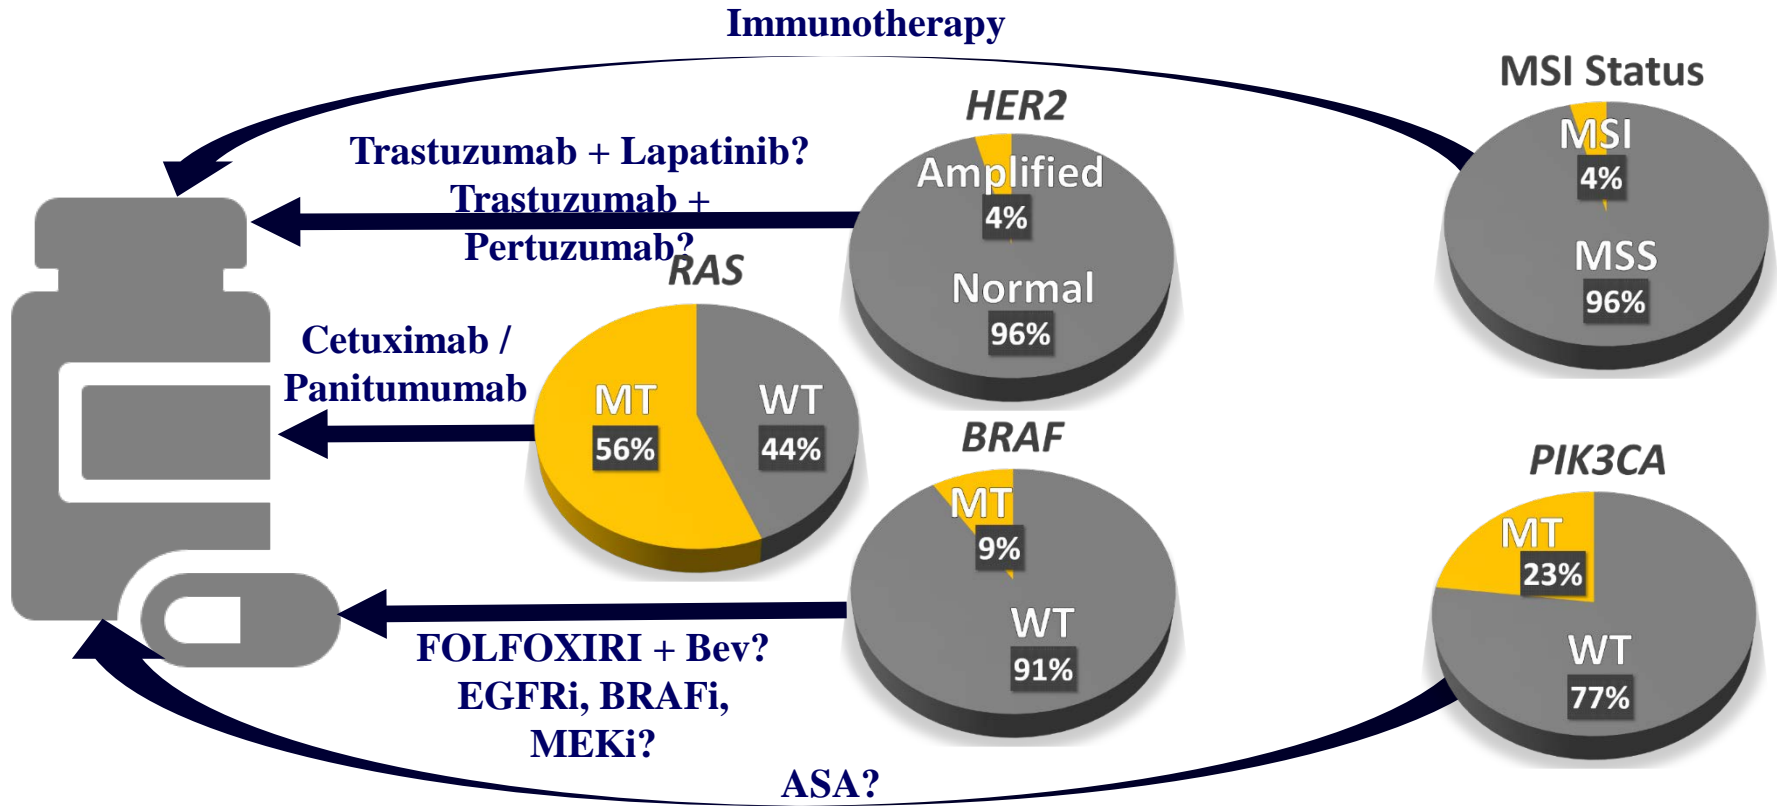 Immunotherapy
MSI Status
MSI
4%
MSS
96%
HER2
Amplified
4%
Normal
96%
Trastuzumab + Lapatinib?
Trastuzumab +
Pertuzumab?
RAS
MT
56%
WT
44%
Cetuximab /
Panitumumab
BRAF
MT
9%
WT
91%
FOLFOXIRI + Bev?
EGFRi, BRAFi,
MEKi?
PIK3CA
MT
23%
WT
77%
ASA?